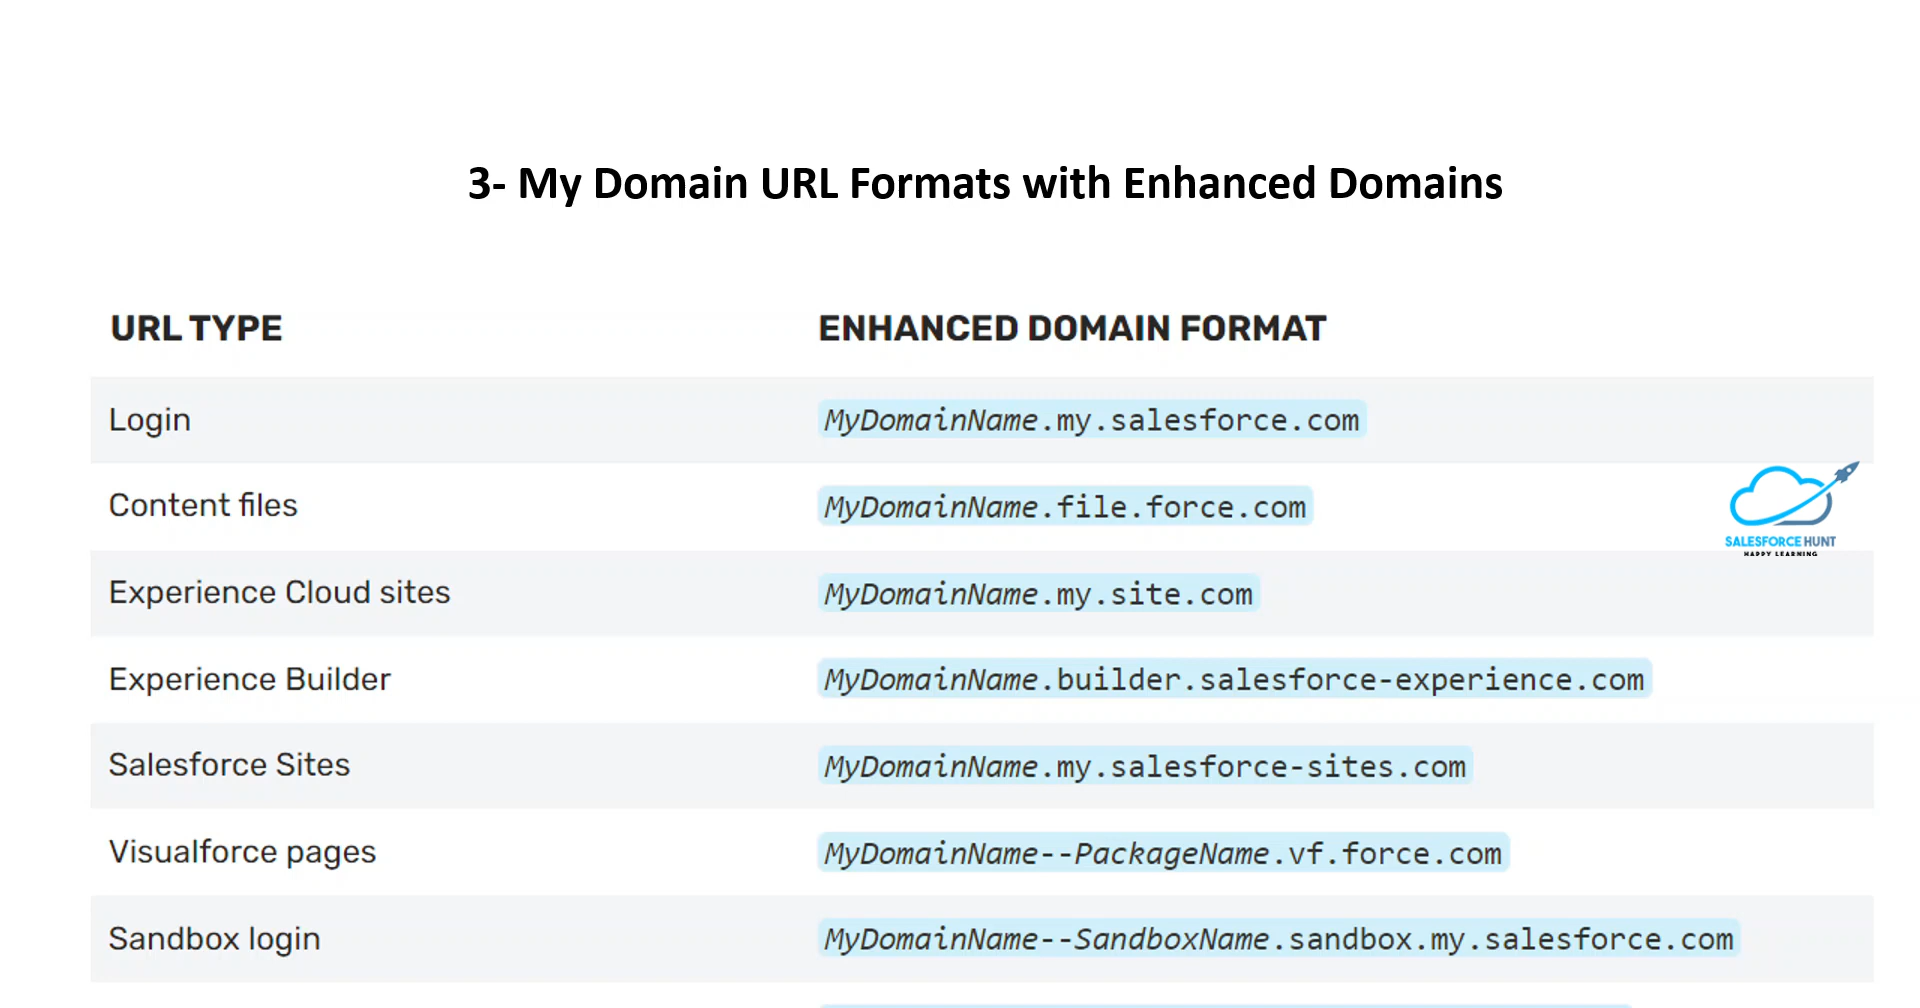 3- My Domain URL Formats with Enhanced Domains
URL TYPE ENHANCED DOMAIN FORMAT
Login MyDomainName.my.salesforce.com
Content files MyDomainName.file.force.com
SALESFORCE HUNT
HAPPY LEARNING
Experience Cloud sites MyDomainName.my.site.com
Experience Builder MyDomainName.builder.salesforce-experience.com
Salesforce Sites MyDomainName.my.salesforce-sites.com
Visualforce pages MyDomainName--PackageName.vf.force.com
Sandbox login MyDomainName--SandboxName.sandbox.my.salesforce.com